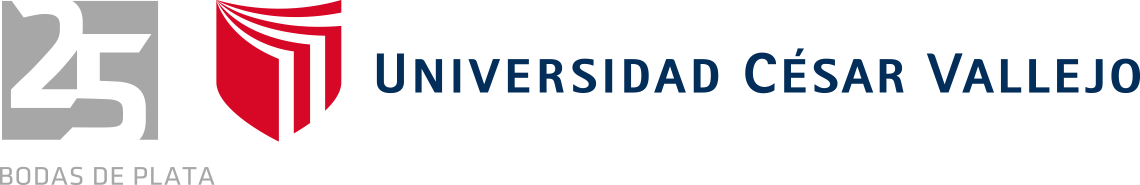 25
BODAS DE PLATA
UNIVERSIDAD CÉSAR VALLEJO